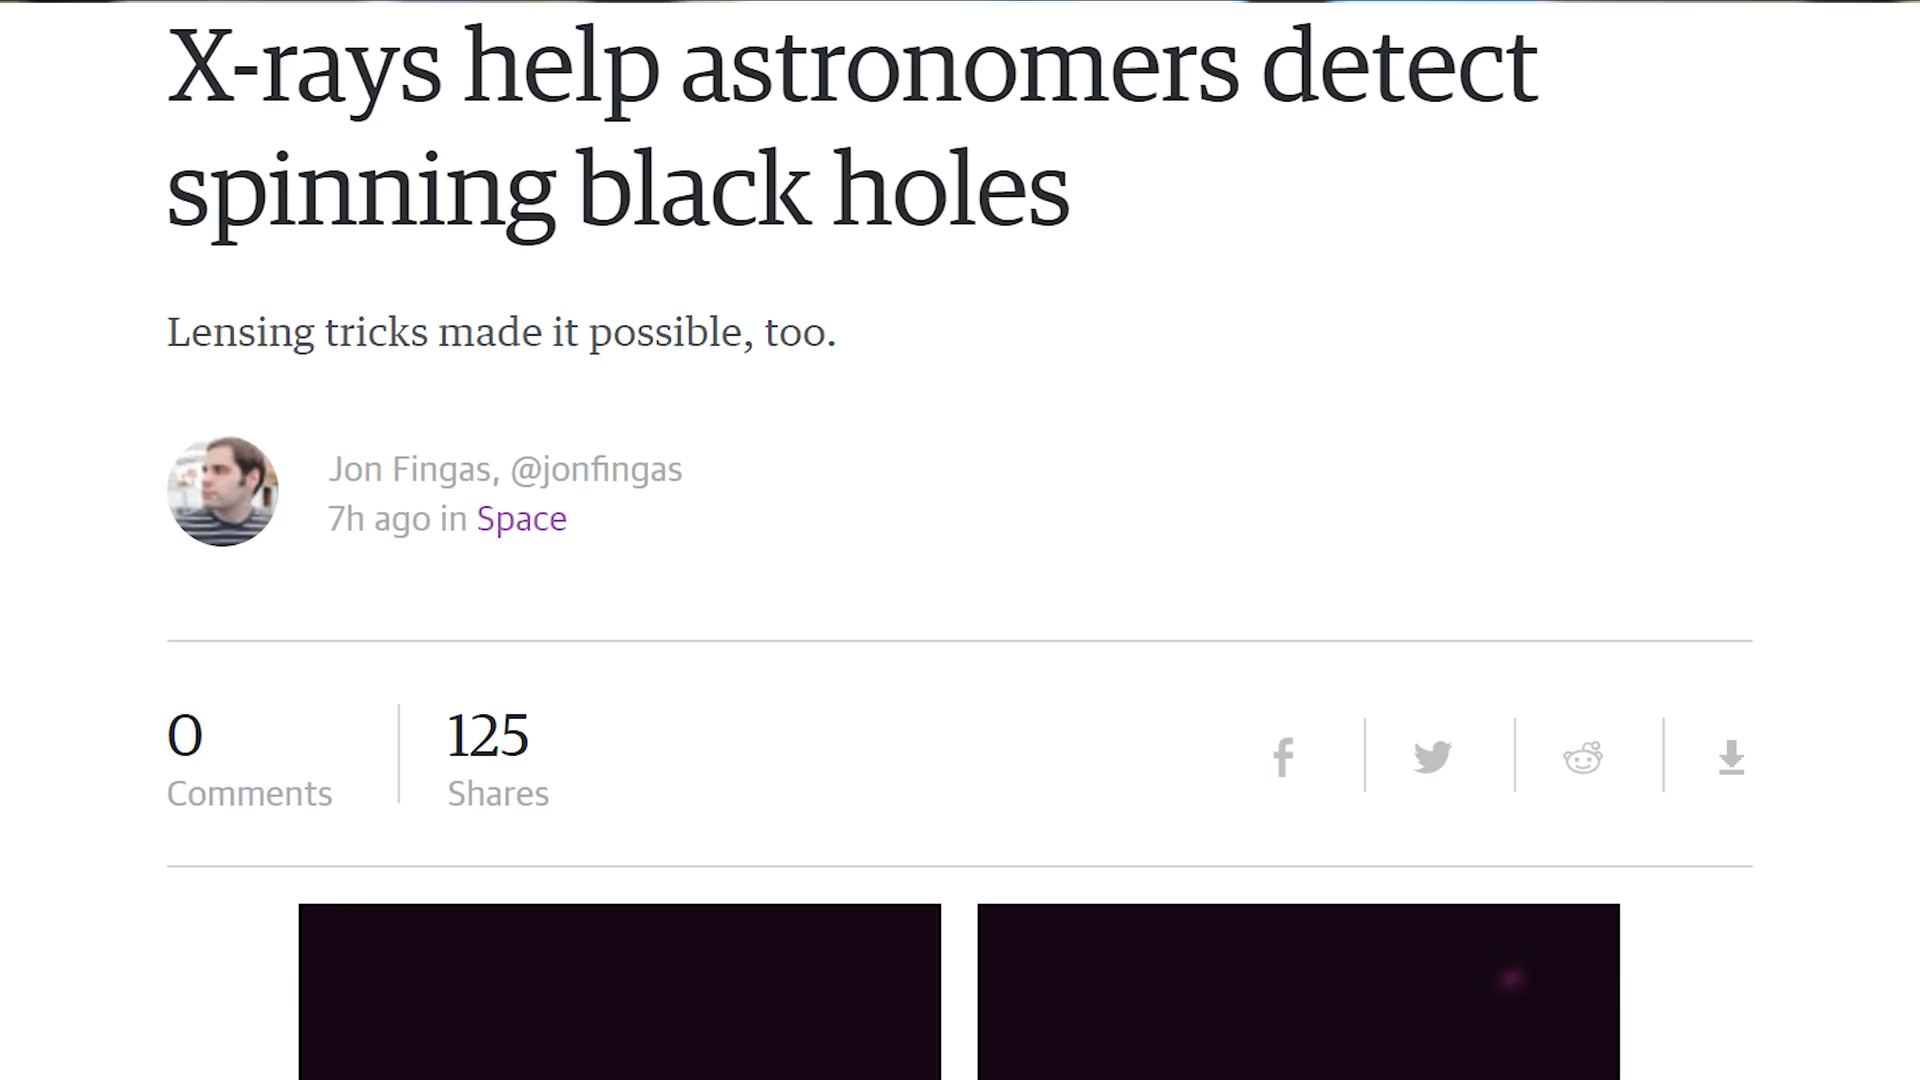 X-rays help astronomers detect
spinning black holes
Lensing tricks made it possible, too.
Jon Fingas, @jonfingas
7h ago in Space
0
Comments
125
Shares